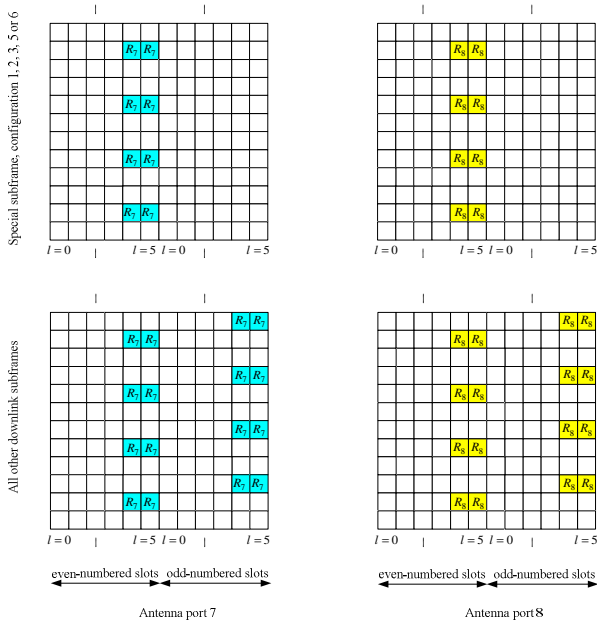 Special subframe, configuration 1, 2, 3, 5 or 6
R7 R7 R8 R8
R7 R7 R8 R8
R7 R7 R8 R8
R7 R7 R8 R8
l = 0 l = 5 l = 0 l = 5 l = 0 l = 5 l = 0 l = 5
All other downlink subframes
R7 R7 R8 R8
R7 R7 R8 R8
R7 R7 R8 R8
R7 R7 R8 R8
R7 R7 R8 R8
R7 R7 R8 R8
R7 R7 R8 R8
R7 R7 R8 R8
l = 0 l = 5 l = 0 l = 5 l = 0 l = 5 l = 0 l = 5
even-numbered slots odd-numbered slots even-numbered slots odd-numbered slots
Antenna port 7 Antenna port 8